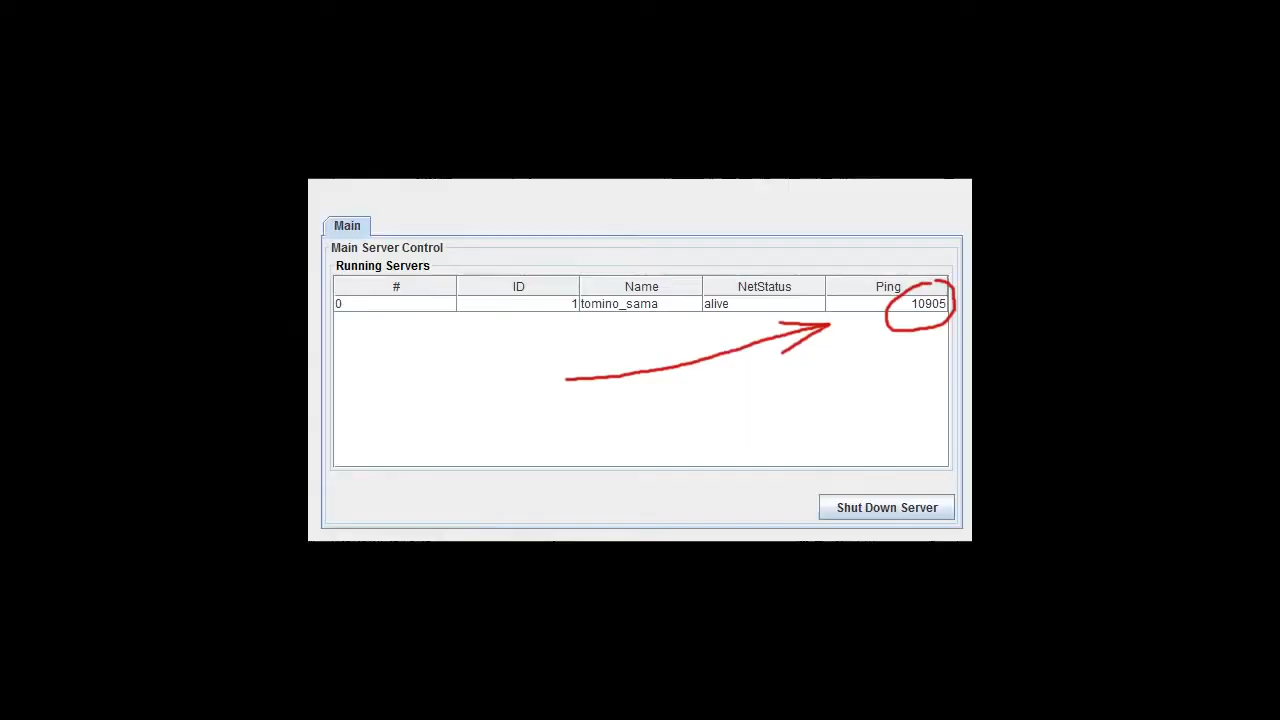 Main
Main Server Control
Running Servers
# ID Name NetStatus Ping
0 1 tomino_sama alive 10905
Shut Down Server